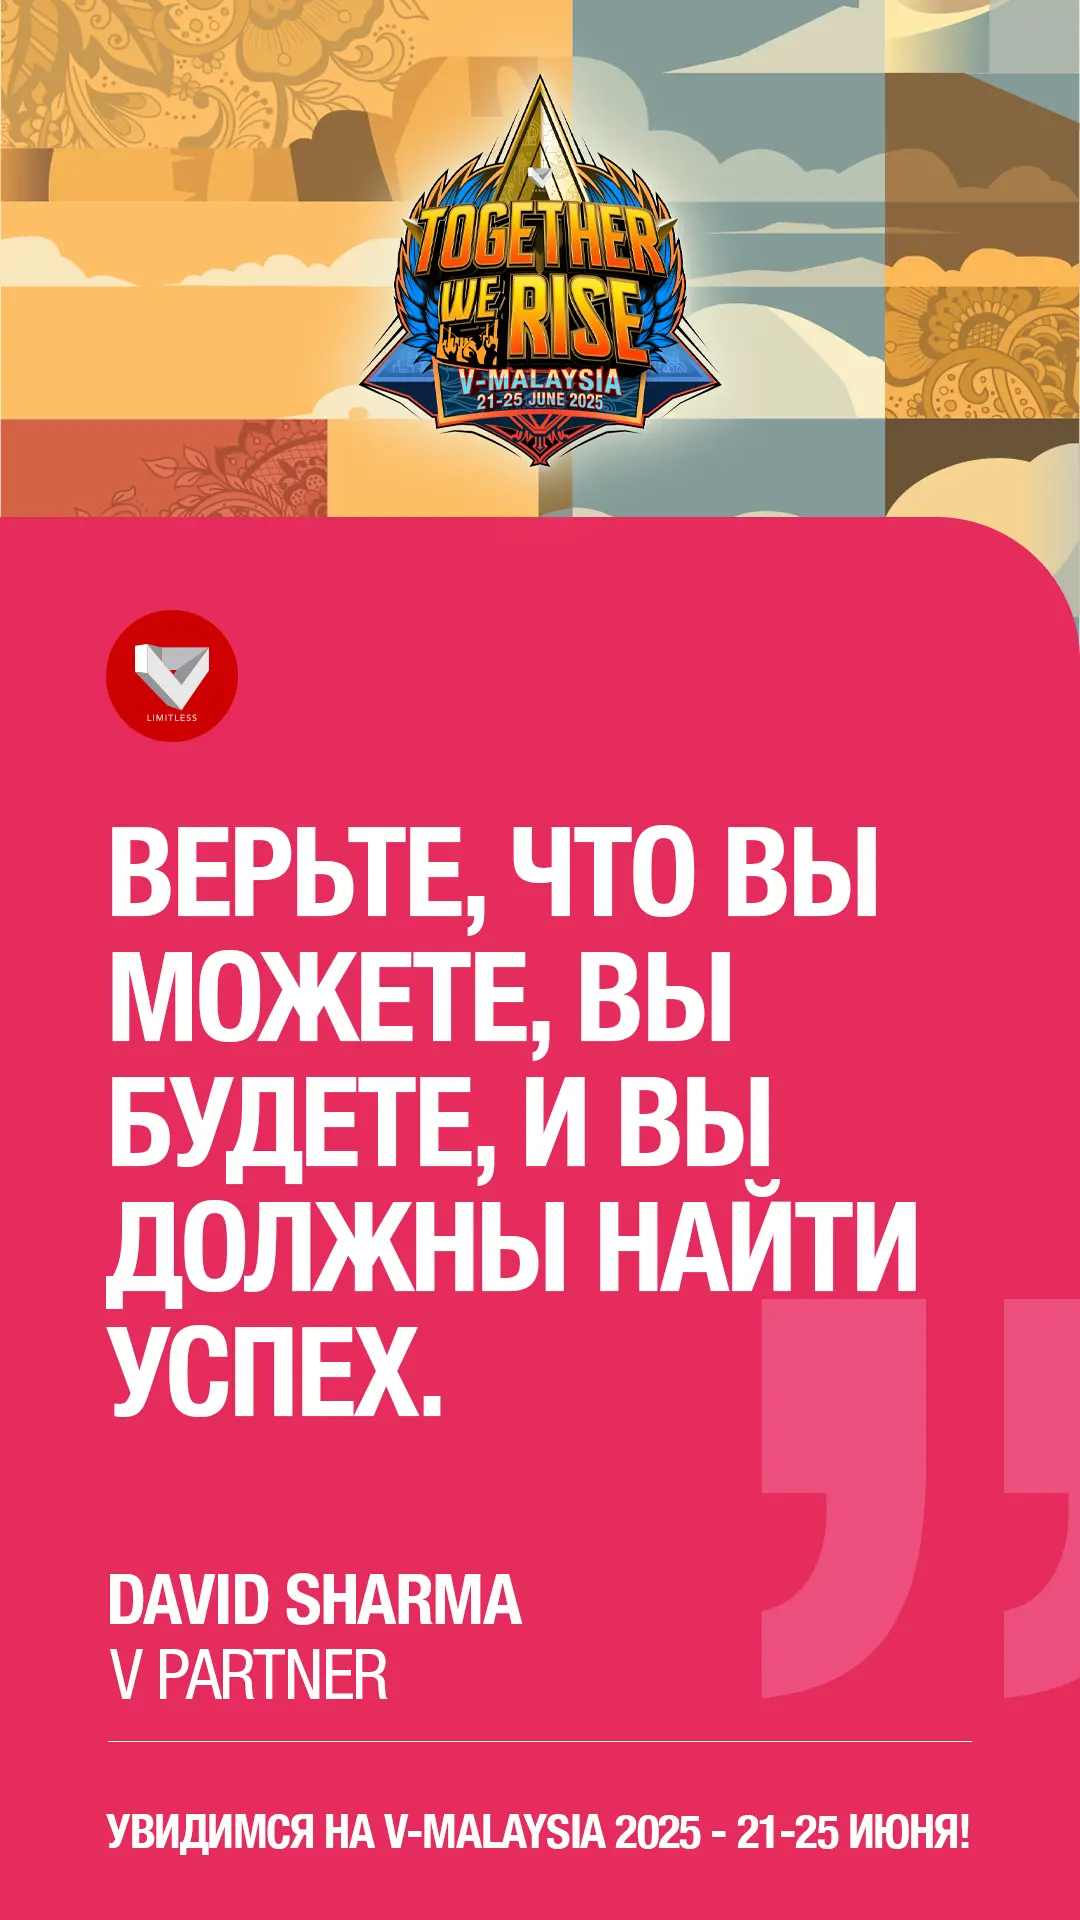 TOGETHER
WE RISE
V-MALAYSIA
21-25 JUNE 2025
LIMITLESS
ВЕРЬТЕ, ЧТО ВЫ
МОЖЕТЕ, ВЫ
БУДЕТЕ, И ВЫ
ДОЛЖНЫ НАЙТИ
УСПЕХ.
DAVID SHARMA
V PARTNER
УВИДИМСЯ НА V-MALAYSIA 2025 - 21-25 ИЮНЯ!